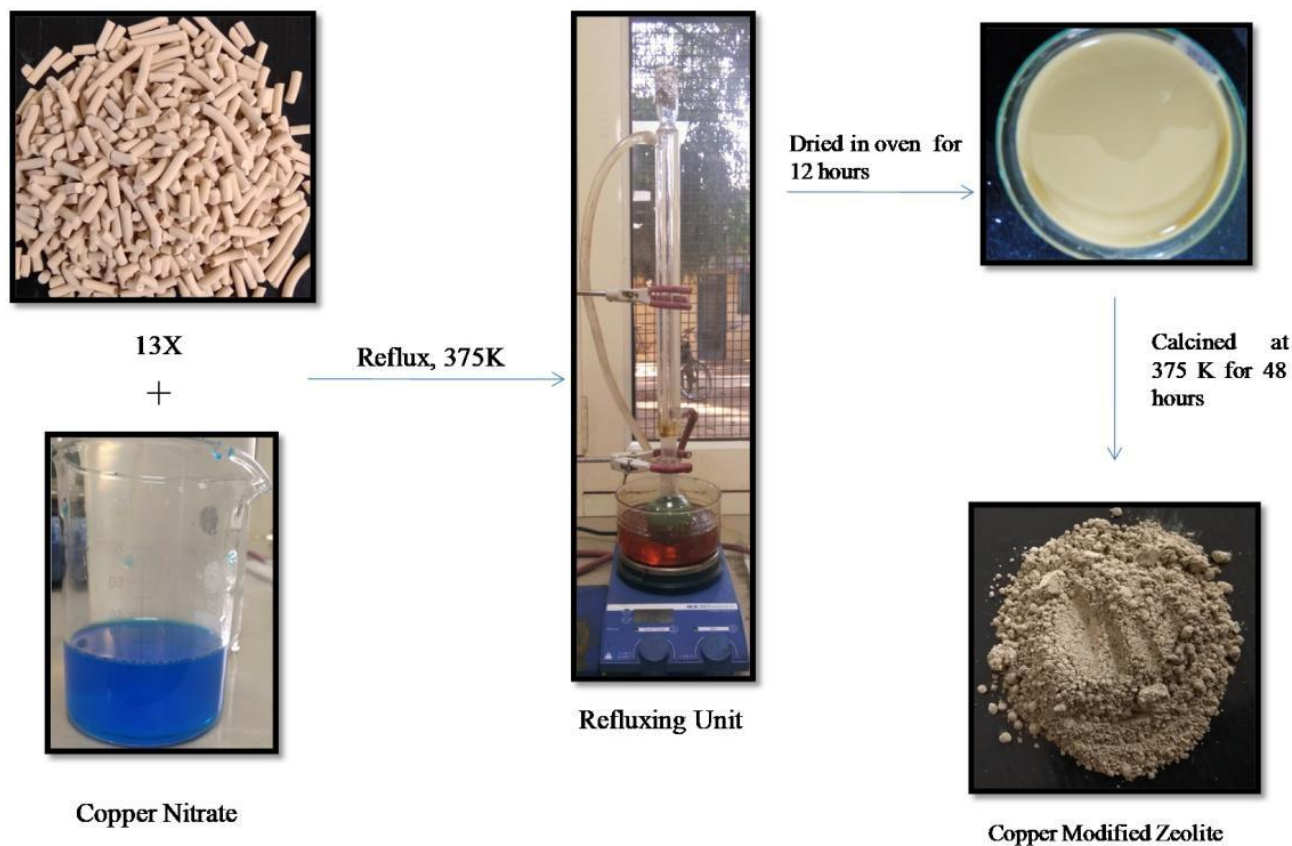 13X
+
Copper Nitrate
Reflux, 375K
Refluxing Unit
Dried in oven for
12 hours
Calcined at
375 K for 48
hours
Copper Modified Zeolite